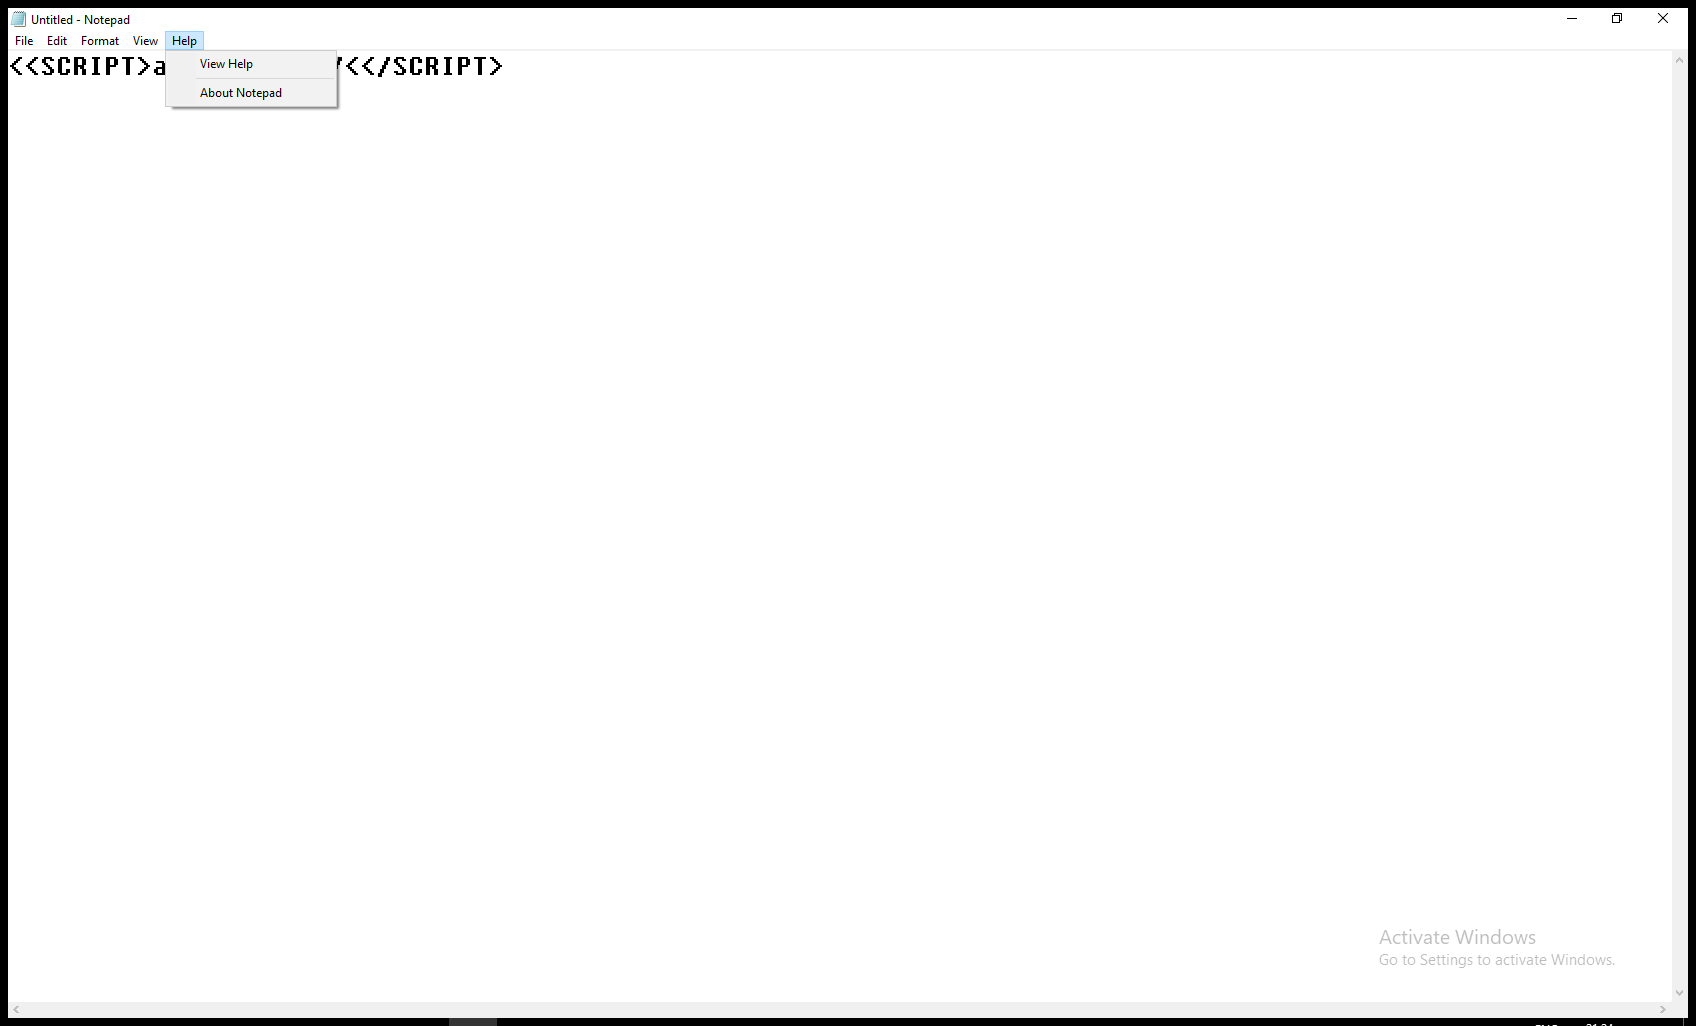 Untitled - Notepad
File Edit Format View Help
<<SCRIPT>a
<</SCRIPT>
View Help
About Notepad
Activate Windows
Go to Settings to activate Windows.